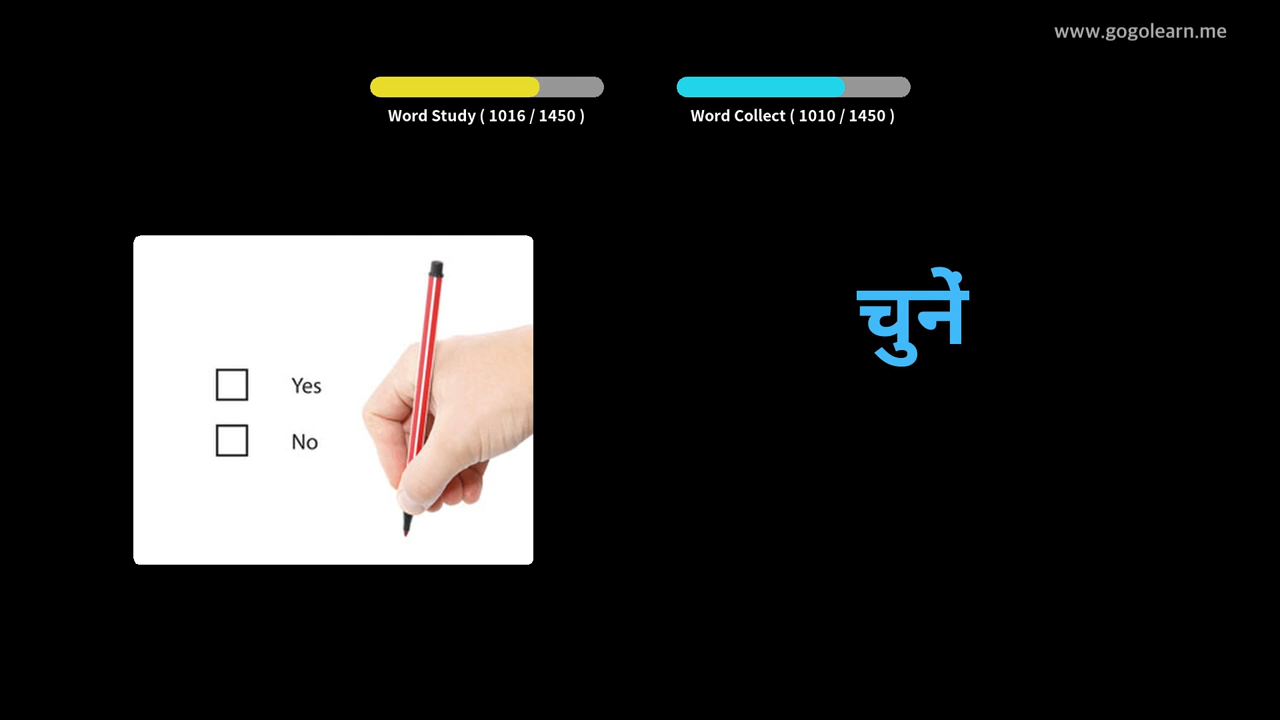 www.gogolearn.me
Word Study ( 1016 / 1450 )
Word Collect ( 1010 / 1450 )
चुनें
Yes
No